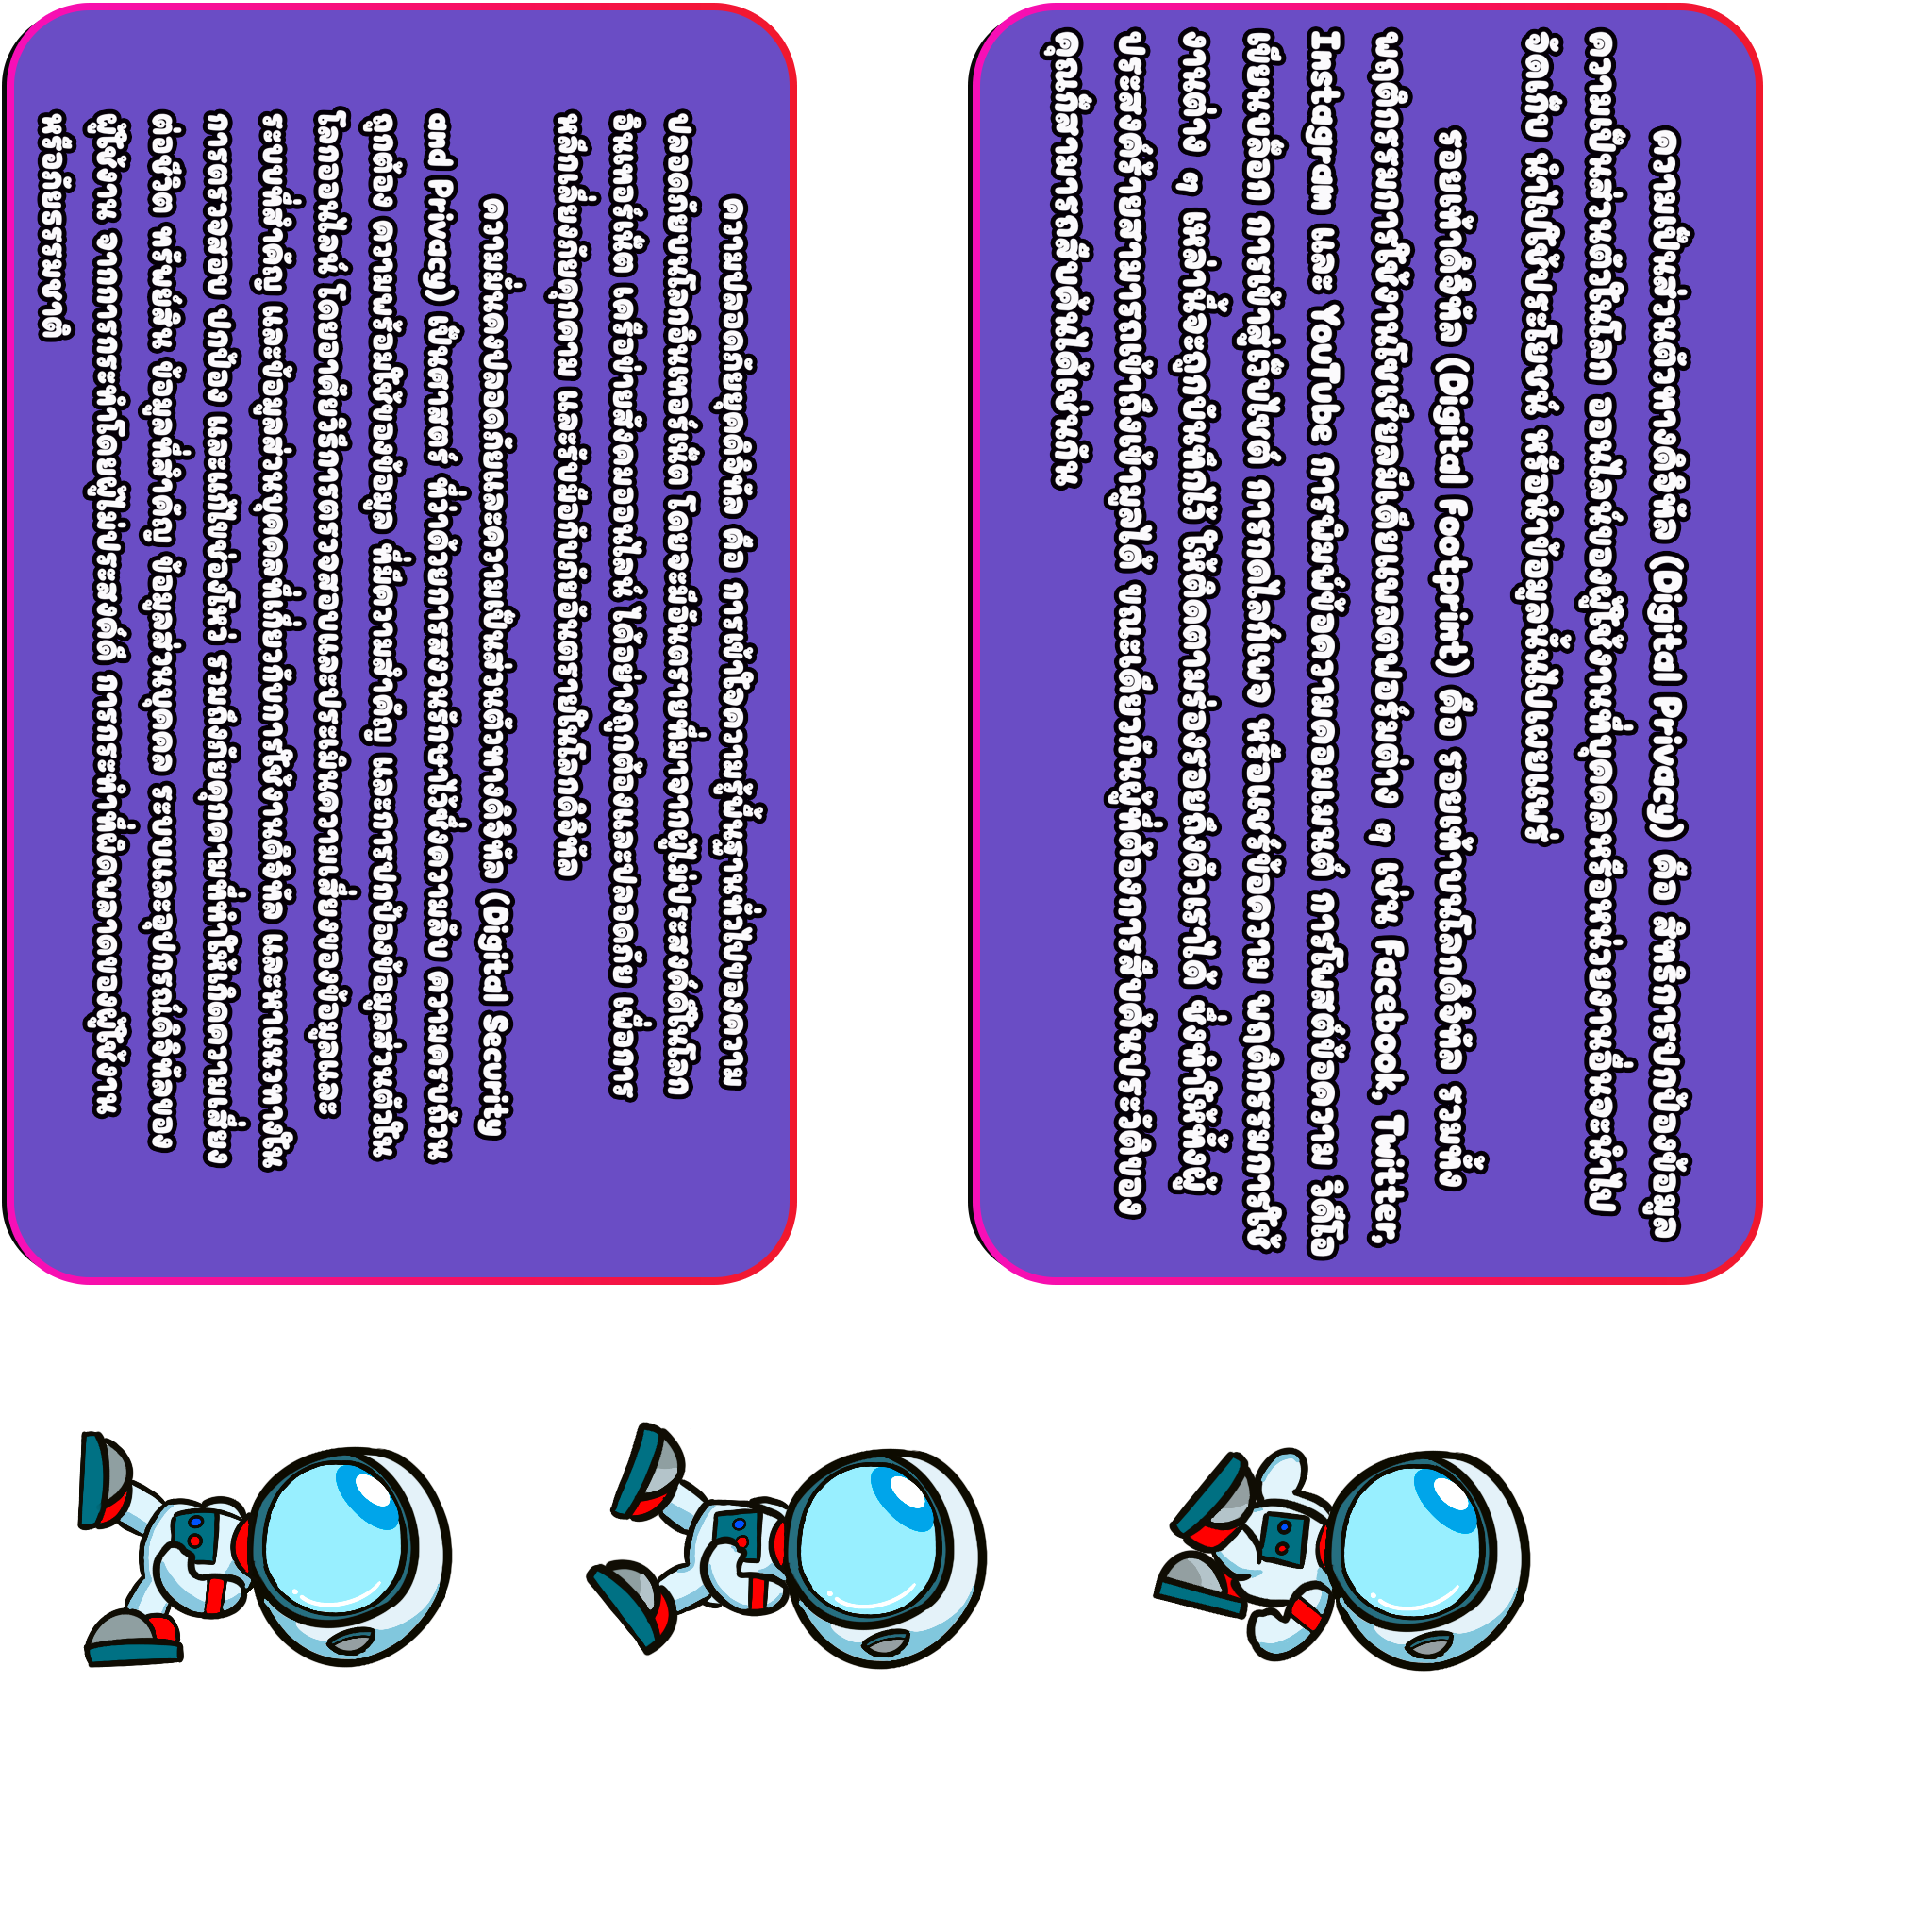 ความเป็นส่วนตัวทางดิจิทัล (Digital Privacy) คือ สิทธิการปกป้องข้อมูล
ความเป็นส่วนตัวในโลก ออนไลน์ของผู้ใช้งานที่บุคคลหรือหน่วยงานอื่นจะนำไป
จัดเก็บ นำไปใช้ประโยชน์ หรือนำข้อมูลนั้นไปเผยแพร่
รอยเท้าดิจิทัล (Digital Footprint) คือ รอยเท้าบนโลกดิจิทัล รวมทั้ง
พฤติกรรมการใช้งานโซเชียลมีเดียแพลตฟอร์มต่าง ๆ เช่น Facebook, Twitter,
Instagram และ YouTube การพิมพ์ข้อความคอมเมนต์ การโพสต์ข้อความ วิดีโอ
เขียนบล็อก การเข้าชมเว็บไซต์ การกดไลก์เพจ หรือแชร์บทความ พฤติกรรมการใช้
งานต่าง ๆ เหล่านี้จะถูกบันทึกไว้ ให้ติดตามร่องรอยกิจกรรมได้ ซึ่งทำให้ทั้งผู้
ประสงค์ร้ายสามารถเข้าถึงข้อมูลได้ ขณะเดียวกันผู้ที่ต้องการสืบค้นประวัติของ
คุณก็สามารถสืบค้นได้เช่นกัน
ความฉลาดทางดิจิทัล คือ การเข้าใจความรู้พื้นฐานด้านความ
ปลอดภัยบนโลกอินเทอร์เน็ต โดยจะมีอันตรายที่มาจากผู้ไม่ประสงค์ดีในโลก
อินเทอร์เน็ต เครื่องมือสื่อสารออนไลน์ได้อย่างถูกต้องและปลอดภัย เพื่อการ
หลีกเลี่ยงภัยคุกคาม และรับมือกับภัยอันตรายในโลกดิจิทัล
ความมั่นคงปลอดภัยและความเป็นส่วนตัวทางดิจิทัล (Digital Security
and Privacy) เป็นศาสตร์ ที่ว่าด้วยการสงวนรักษาไว้ซึ่งความลับ ความครบถ้วน
ถูกต้อง ความพร้อมใช้ของข้อมูล ที่มีความสำคัญ และการปกป้องข้อมูลส่วนตัวใน
โลกออนไลน์ โดยอาศัยวิธีการตรวจสอบและประเมินความเสี่ยงของข้อมูลและ
ระบบที่สำคัญ และข้อมูลส่วนบุคคลที่เกี่ยวกับการใช้งานดิจิทัล และหาแนวทางใน
การตรวจสอบ ปกป้อง และแก้ไขช่องโหว่ รวมถึงภัยคุกคามที่ทำให้เกิดความเสี่ยง
ต่อชีวิต ทรัพย์สิน ข้อมูลที่สำคัญ ข้อมูลส่วนบุคคล ระบบและอุปกรณ์ดิจิทัลของ
ผู้ใช้งาน จากการกระทำโดยผู้ไม่ประสงค์ดี การกระทำที่ผิดพลาดของผู้ใช้งาน
หรือภัยธรรมชาติ